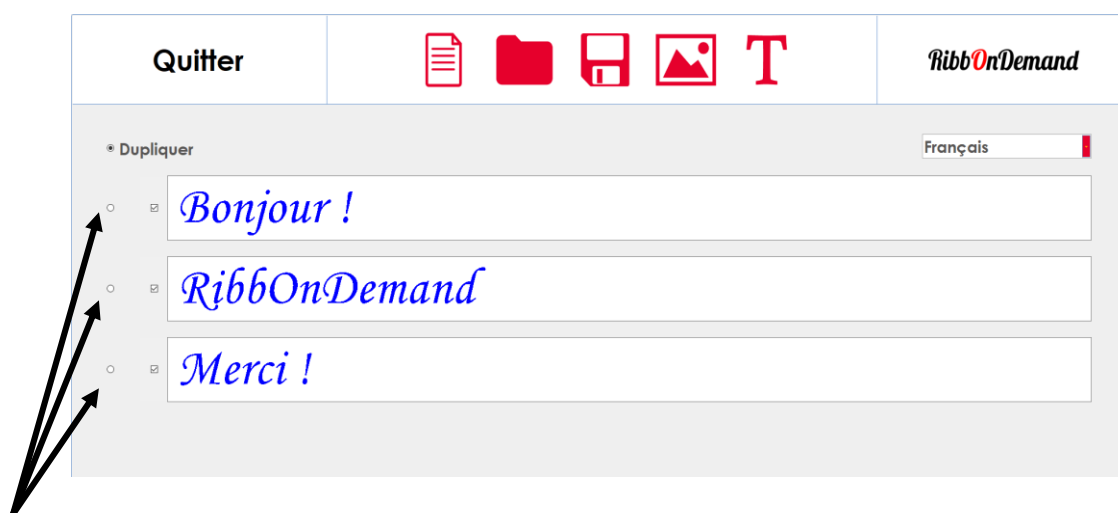 Quitter
T
RibbOnDemand
Dupliquer
Français
Bonjour !
RibbOnDemand
Merci !